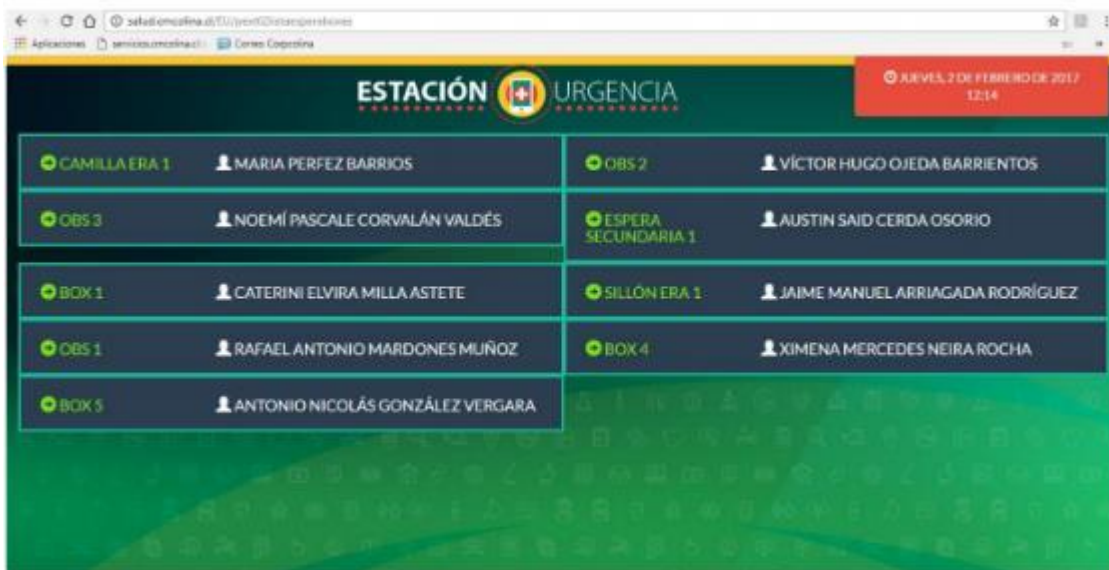 Aplicaciones
Correo Corpcolina
ESTACIÓN URGENCIA
JUEVES, 2 DE FEBRERO DE 2017
12:14
CAMILLA ERA 1 MARIA PERFEZ BARRIOS
OBS 2 VÍCTOR HUGO OJEDA BARRIENTOS
OBS 3 NOEMÍ PASCALE CORVALÁN VALDÉS
ESPERA
SECUNDARIA 1 AUSTIN SAID CERDA OSORIO
BOX 1 CATERINI ELVIRA MILLA ASTETE
SILLÓN ERA 1 JAIME MANUEL ARRIAGADA RODRÍGUEZ
OBS 1 RAFAEL ANTONIO MARDONES MUÑOZ
BOX 4 XIMENA MERCEDES NEIRA ROCHA
BOX 5 ANTONIO NICOLÁS GONZÁLEZ VERGARA